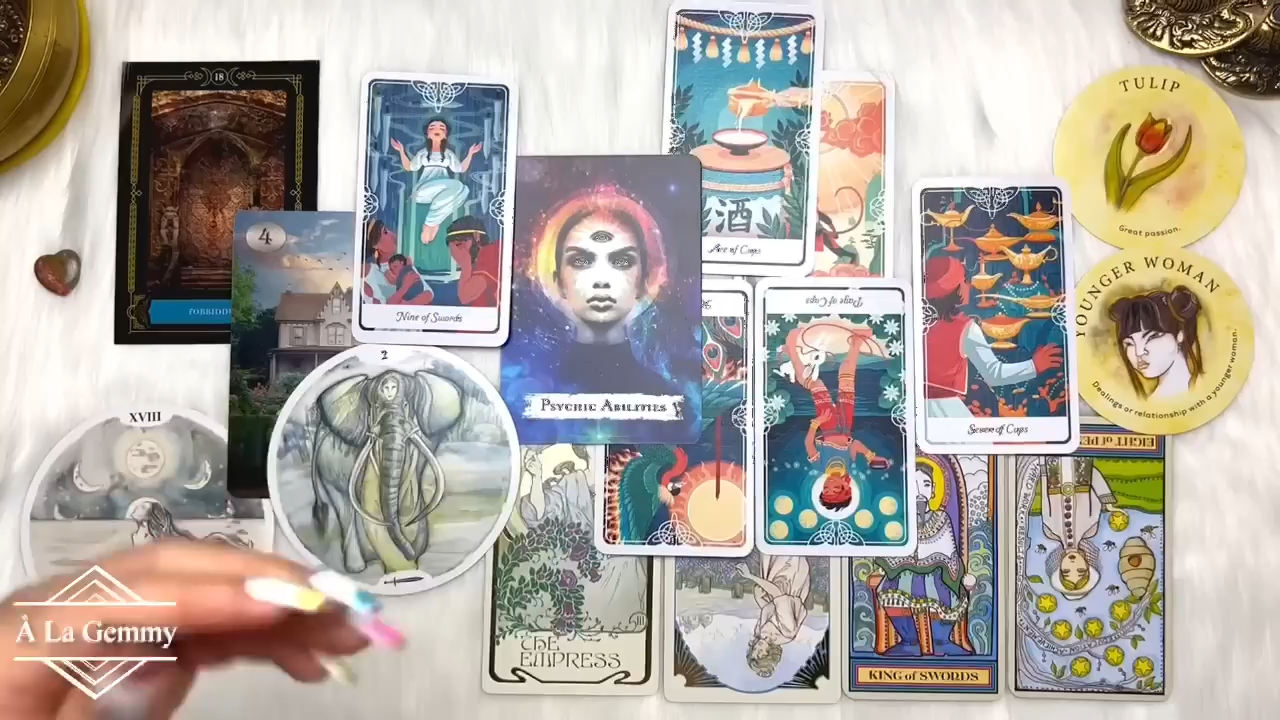 18
FORBIDD
4
Nine of Swords
2
XVIII
PSYCHIC ABILITIES
酒
Ace of Cups
Page of Cups
Seven of Cups
TULIP
Great passion.
YOUNGER WOMAN
Dealings or relationship with a younger woman.
EIGHT OF PE
THE
EMPRESS
III
KING of SWORDS
À LA GEMMY